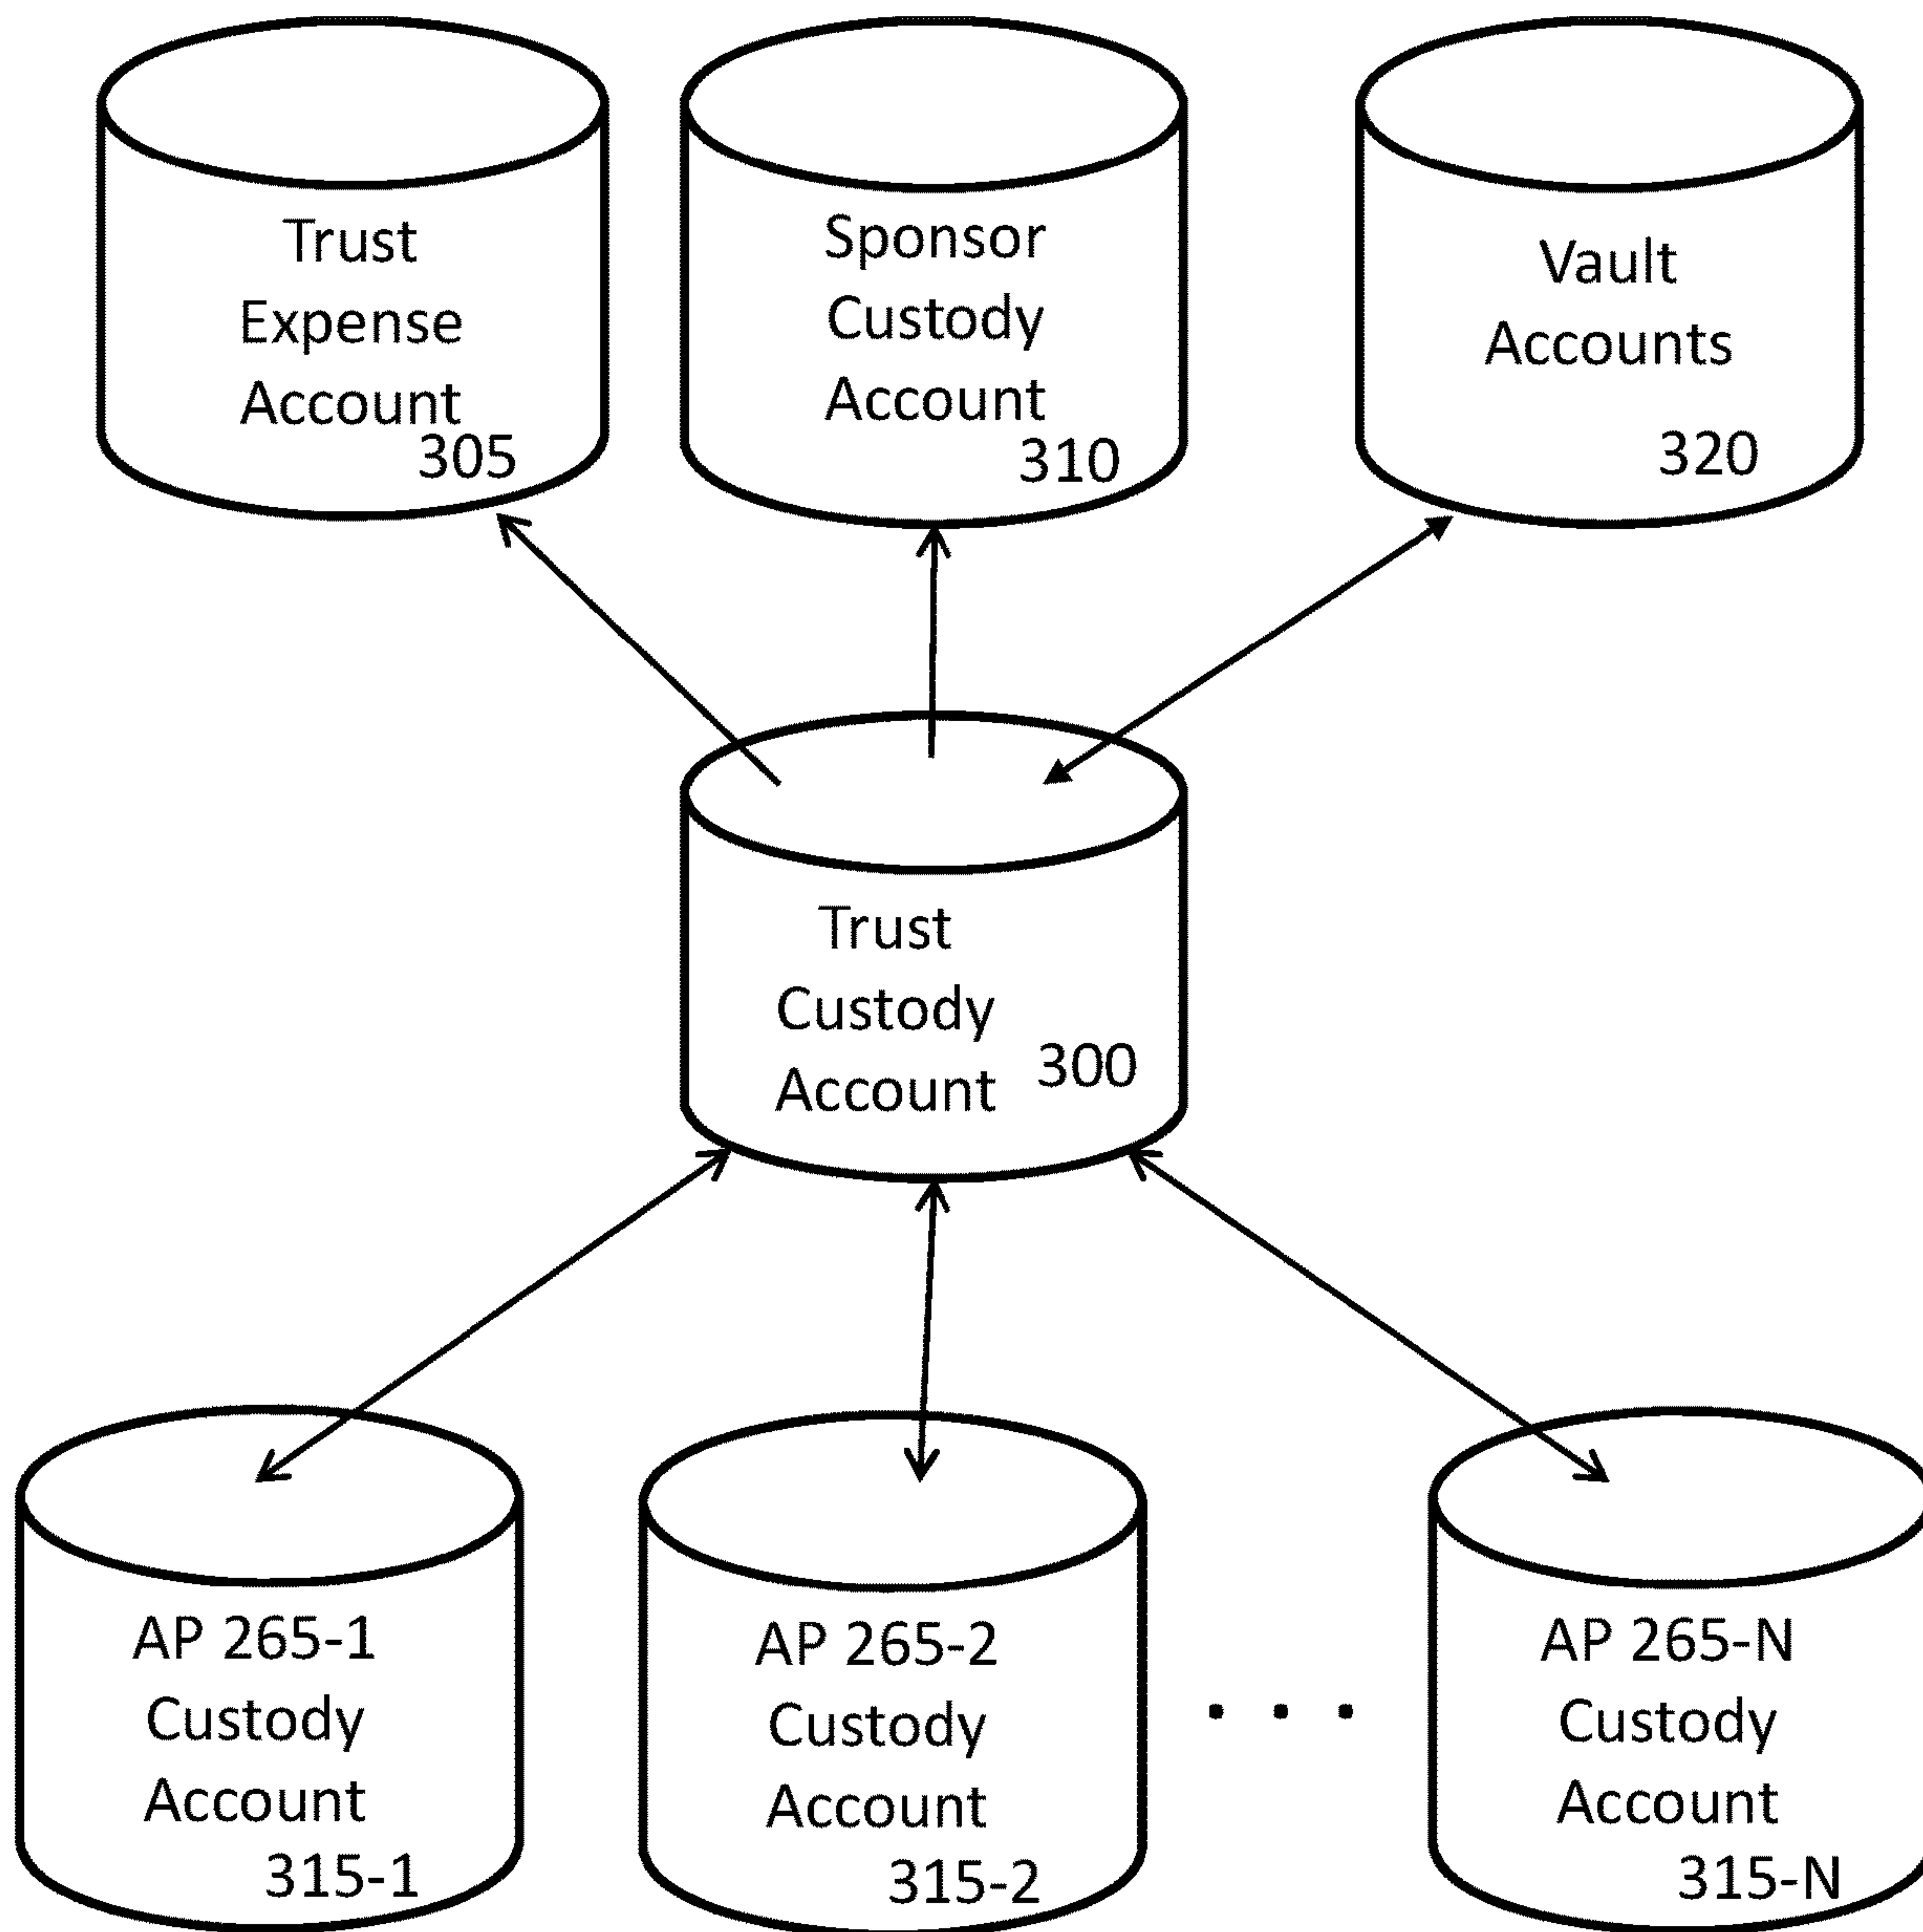 Trust
Expense
Account
305
Sponsor
Custody
Account
310
Vault
Accounts
320
Trust
Custody
Account
300
AP 265-1
Custody
Account
315-1
AP 265-2
Custody
Account
315-2
. . .
AP 265-N
Custody
Account
315-N